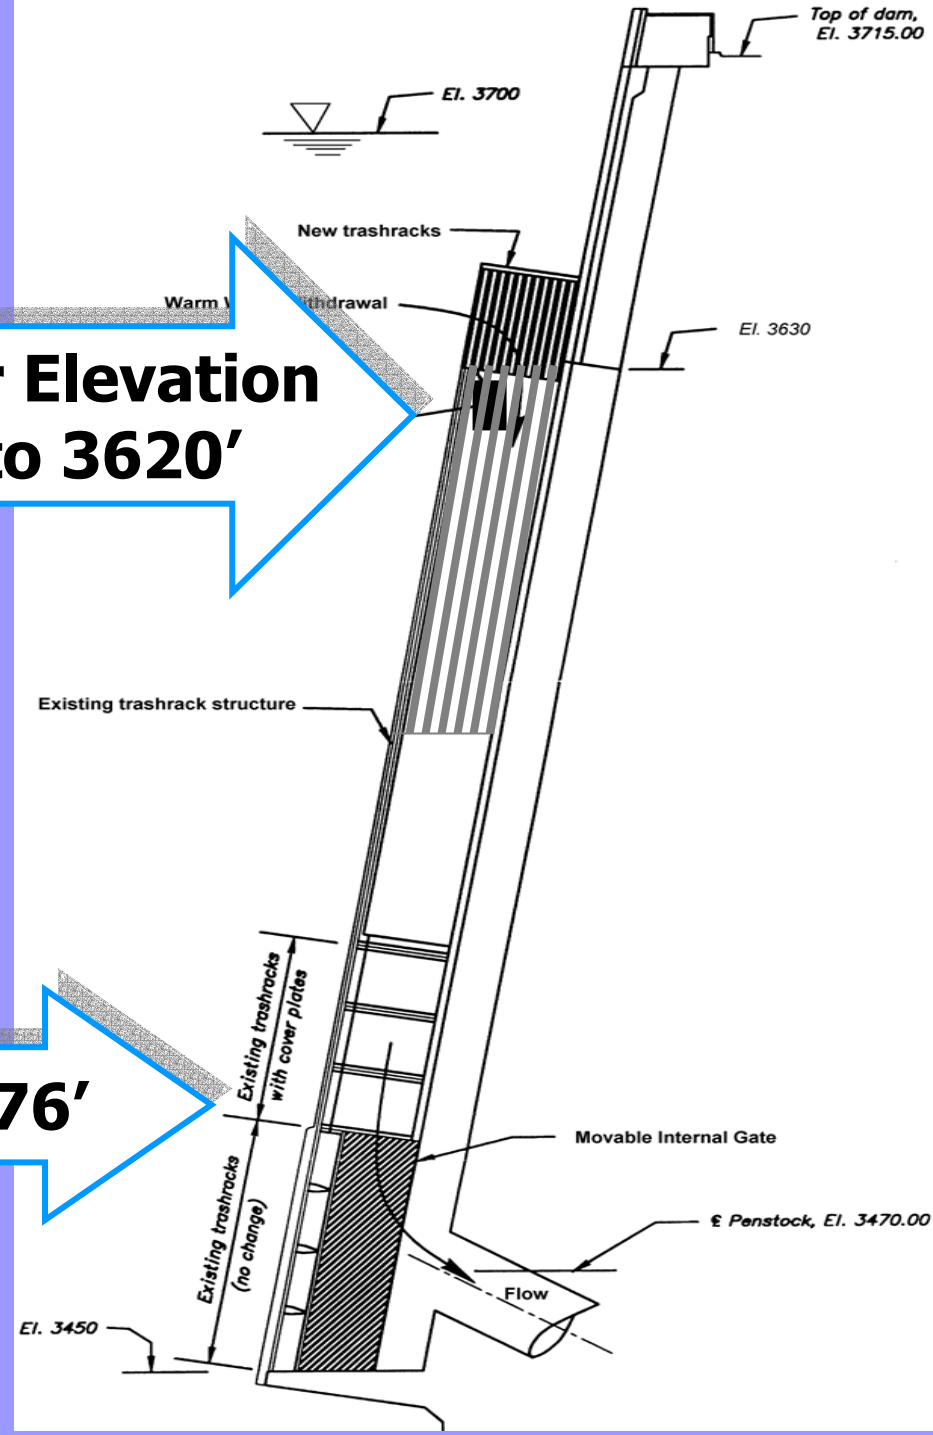 Top of dam,
El. 3715.00
El. 3700
New trashracks
Warm
El. 3630
Elevation
to 3620’
Existing trashrack structure
Existing trashracks
with cover plates
76’
Movable Internal Gate
Existing trashracks
(no change)
℄ Penstock, El. 3470.00
Flow
El. 3450